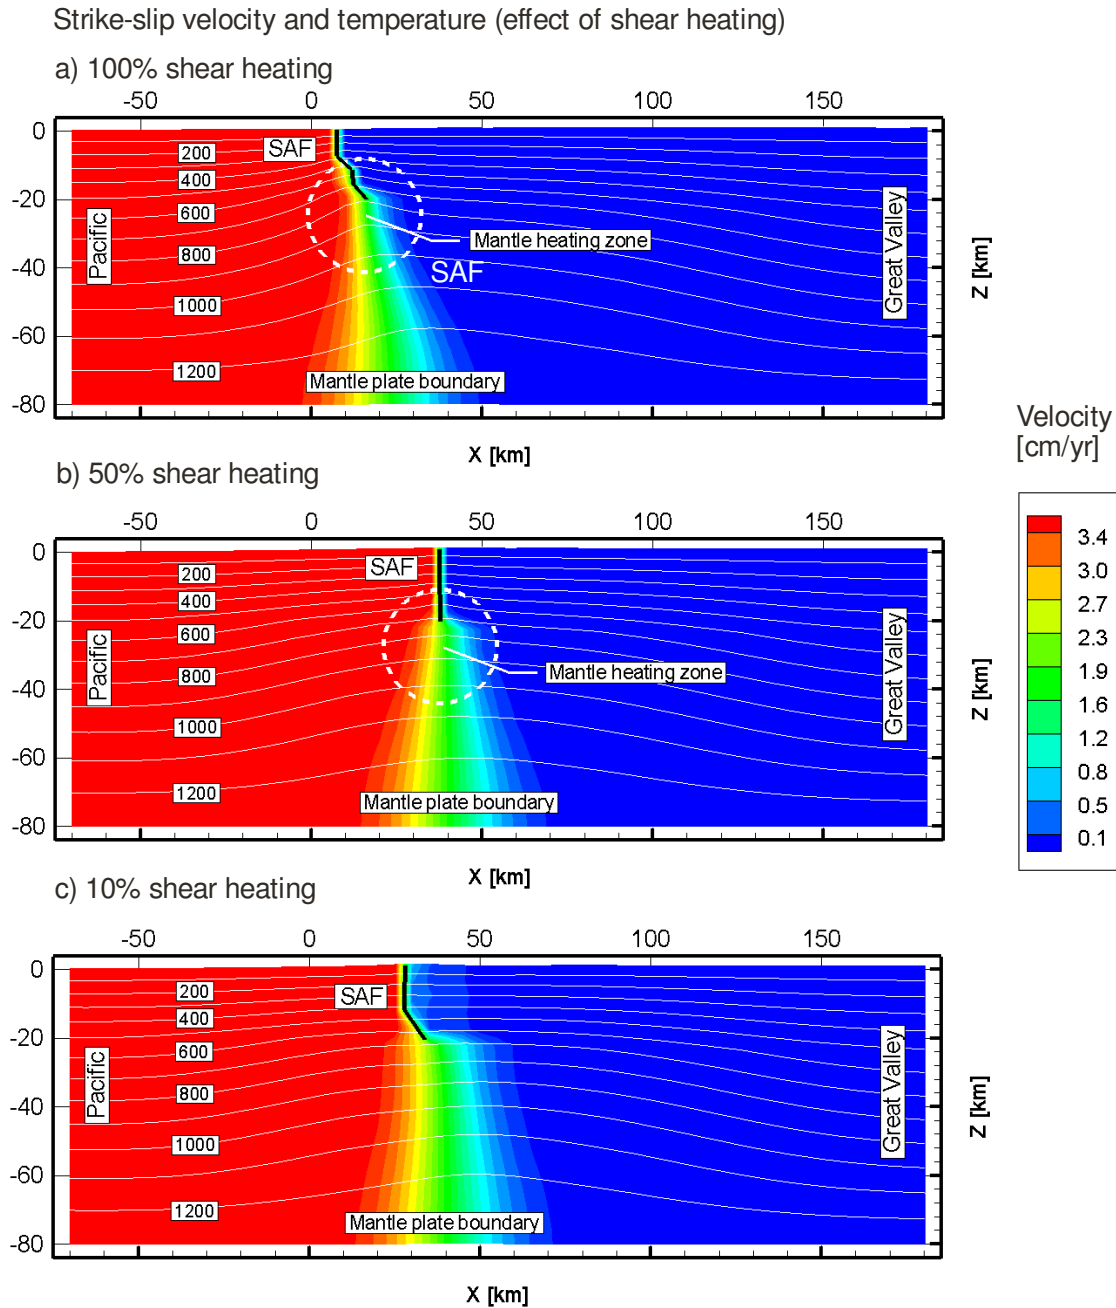 Strike-slip velocity and temperature (effect of shear heating)
a) 100% shear heating
-50 0 50 100 150
0
-20
-40
-60
-80
200
400
600
800
1000
1200
SAF
Pacific
Mantle heating zone
SAF
Great Valley
Mantle plate boundary
Z [km]
X [km]
b) 50% shear heating
-50 0 50 100 150
0
-20
-40
-60
-80
200
400
600
800
1000
1200
SAF
Pacific
Mantle heating zone
Great Valley
Mantle plate boundary
Z [km]
X [km]
Velocity
[cm/yr]
3.4
3.0
2.7
2.3
1.9
1.6
1.2
0.8
0.5
0.1
c) 10% shear heating
-50 0 50 100 150
0
-20
-40
-60
-80
200
400
600
800
1000
1200
SAF
Pacific
Great Valley
Mantle plate boundary
Z [km]
X [km]